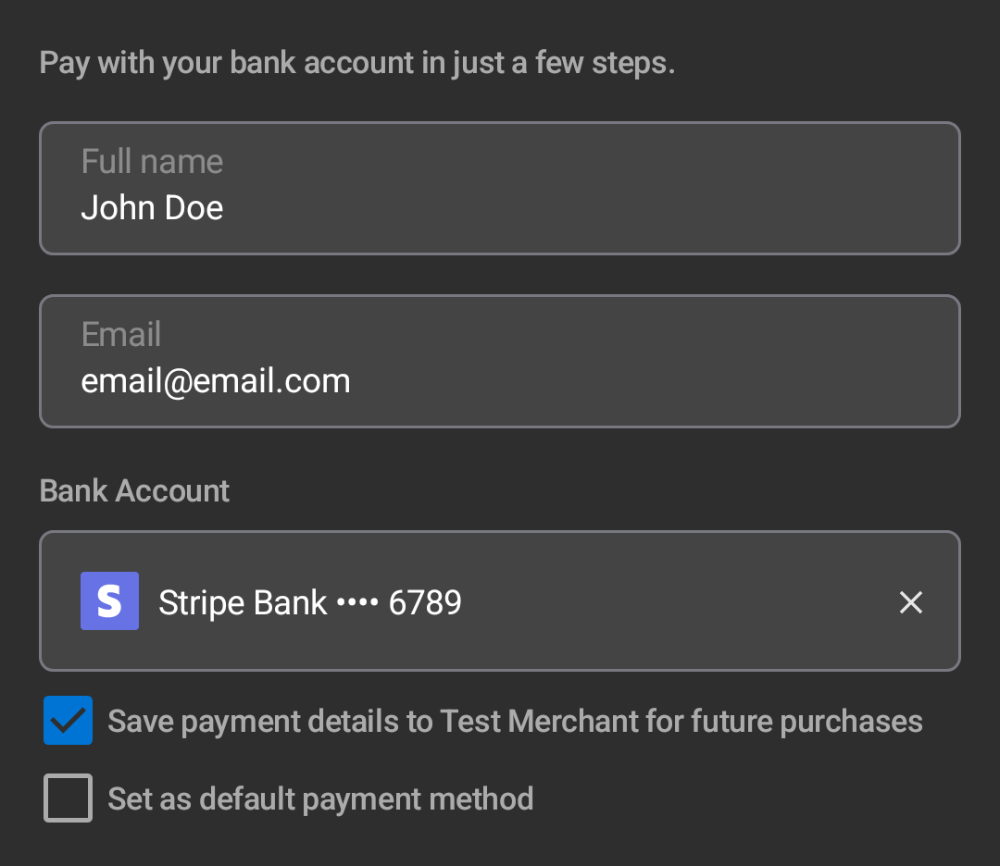 Pay with your bank account in just a few steps.
Full name
John Doe
Email
email@email.com
Bank Account
S Stripe Bank •••• 6789
Save payment details to Test Merchant for future purchases
Set as default payment method